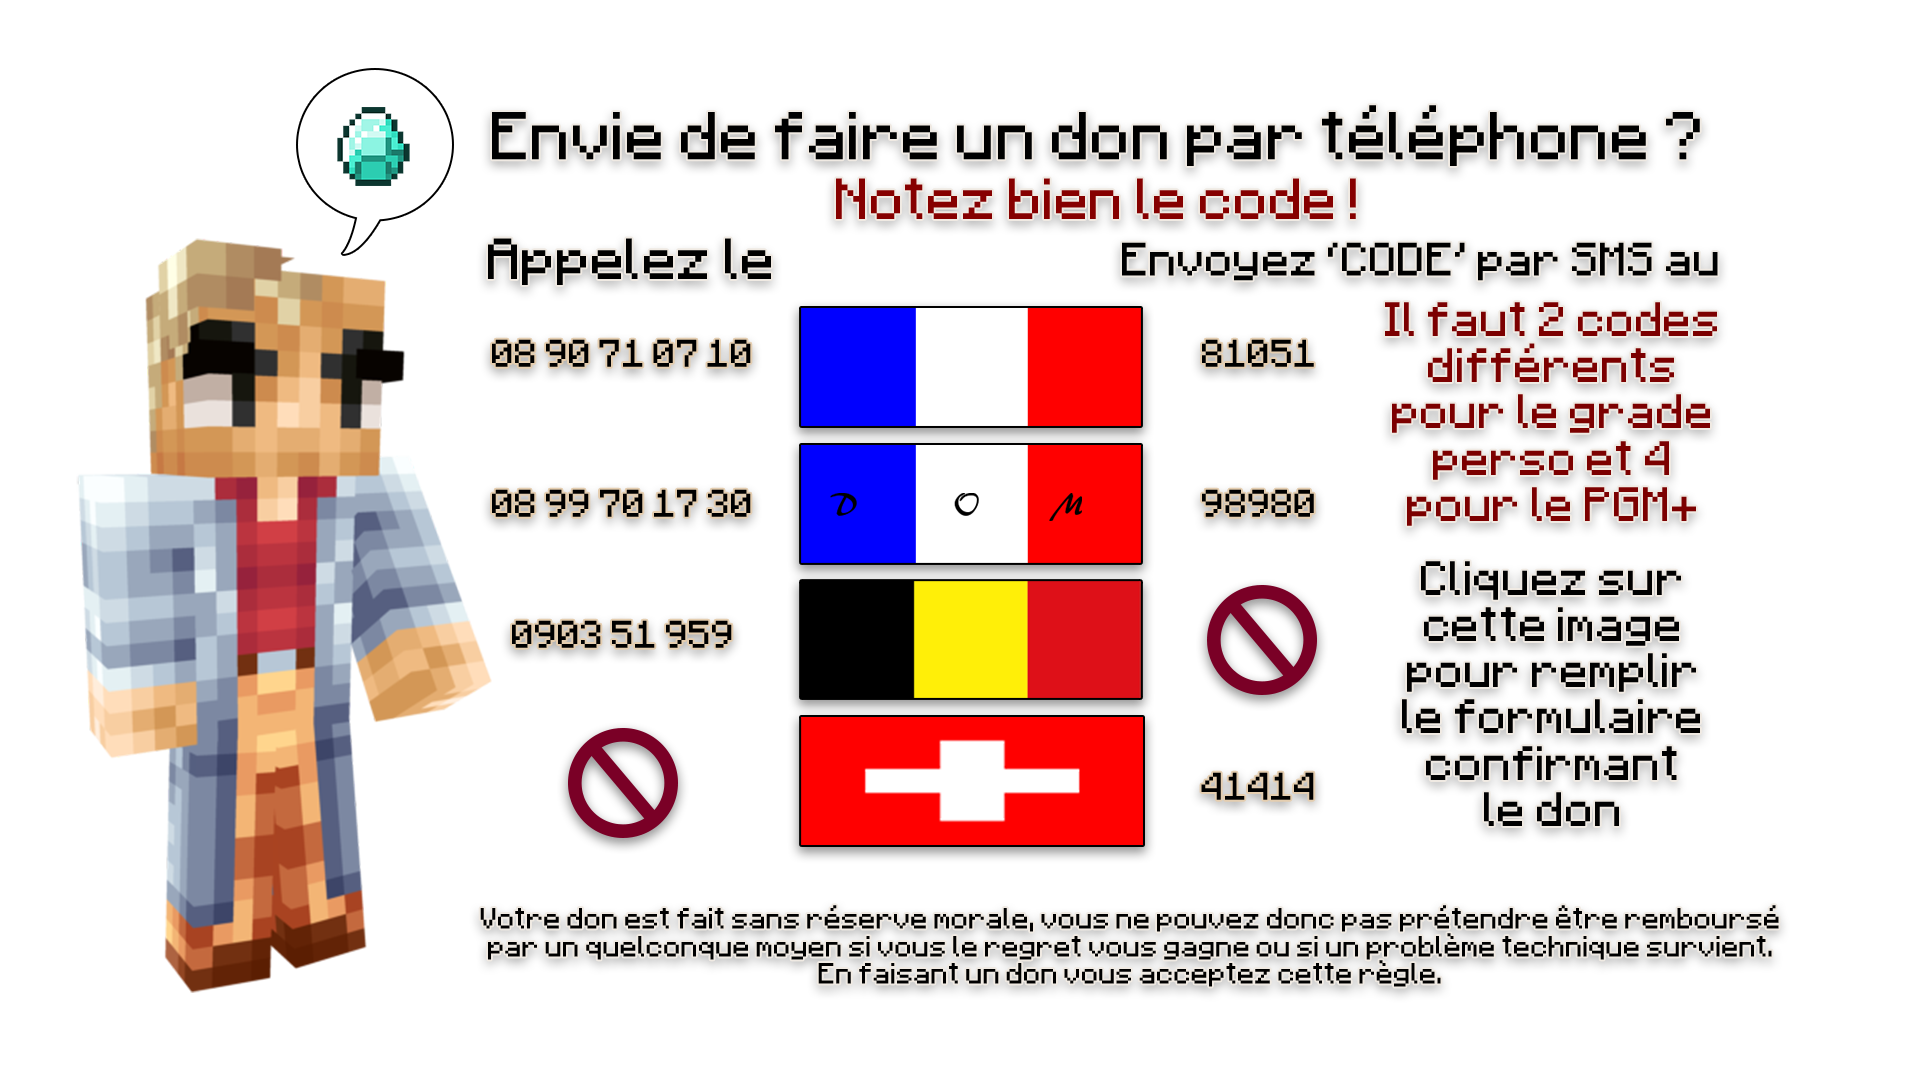 Envie de faire un don par téléphone ?
Notez bien le code !
Appelez le
Envoyez 'CODE' par SMS au
08 90 71 07 10
81051
08 99 70 17 30
D O M
98980
0903 51 959
41414
Il faut 2 codes
différents
pour le grade
perso et 4
pour le PGM+
Cliquez sur
cette image
pour remplir
le formulaire
confirmant
le don
Votre don est fait sans réserve morale, vous ne pouvez donc pas prétendre être remboursé
par un quelconque moyen si vous le regret vous gagne ou si un problème technique survient.
En faisant un don vous acceptez cette règle.